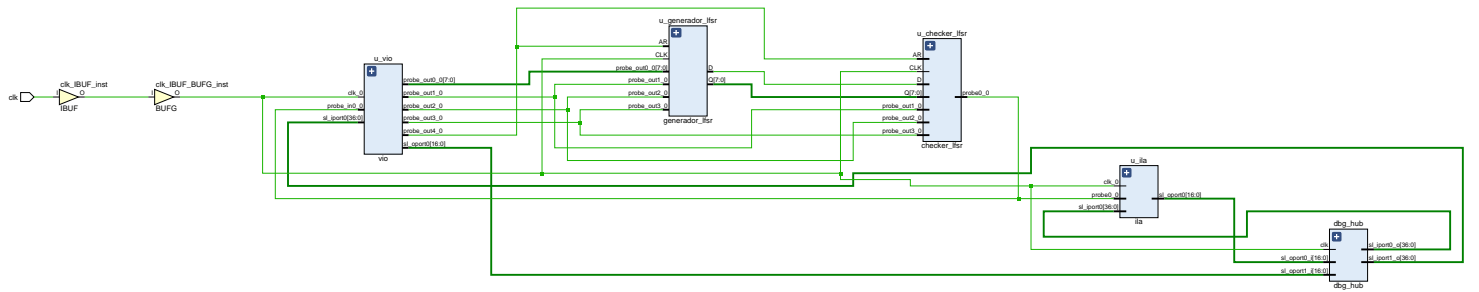 clk
clk_IBUF_inst
I
O
IBUF
clk_IBUF_BUFG_inst
I
O
BUFG
u_vio
clk_0
probe_in0_0
sl_iport0[36:0]
probe_out0_0[7:0]
probe_out1_0
probe_out2_0
probe_out3_0
probe_out4_0
sl_oport0[16:0]
vio
u_generador_lfsr
AR
CLK
probe_out0_0[7:0]
probe_out1_0
probe_out2_0
probe_out3_0
D
Q[7:0]
generador_lfsr
u_checker_lfsr
AR
CLK
D
Q[7:0]
probe_out1_0
probe_out2_0
probe_out3_0
probe0_0
checker_lfsr
u_ila
clk_0
probe0_0
sl_iport0[36:0]
sl_oport0[16:0]
ila
dbg_hub
clk
sl_oport0_i[16:0]
sl_oport1_i[16:0]
sl_iport0_o[36:0]
sl_iport1_o[36:0]
dbg_hub